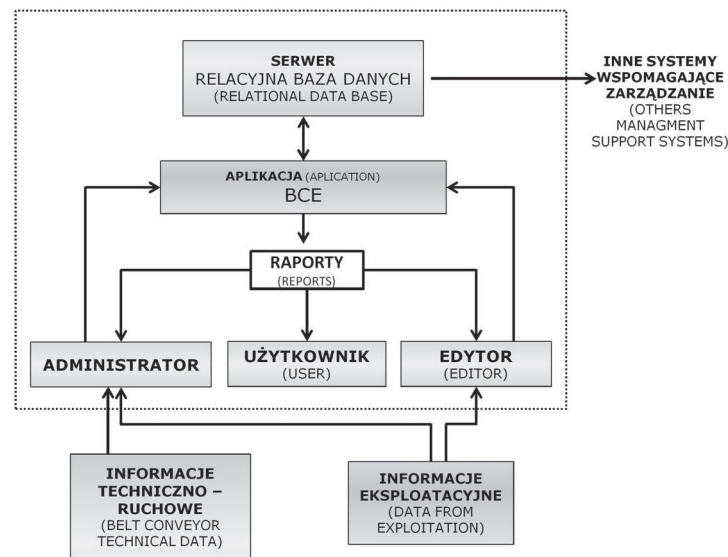 SERWER
RELACYJNA BAZA DANYCH
(RELATIONAL DATA BASE)
INNE SYSTEMY
WSPOMAGAJĄCE
ZARZĄDZANIE
(OTHERS
MANAGMENT
SUPPORT SYSTEMS)
APLIKACJA (APLICATION)
BCE
RAPORTY
(REPORTS)
ADMINISTRATOR
UŻYTKOWNIK
(USER)
EDYTOR
(EDITOR)
INFORMACJE
TECHNICZNO –
RUCHOWE
(BELT CONVEYOR
TECHNICAL DATA)
INFORMACJE
EKSPLOATACYJNE
(DATA FROM
EXPLOITATION)